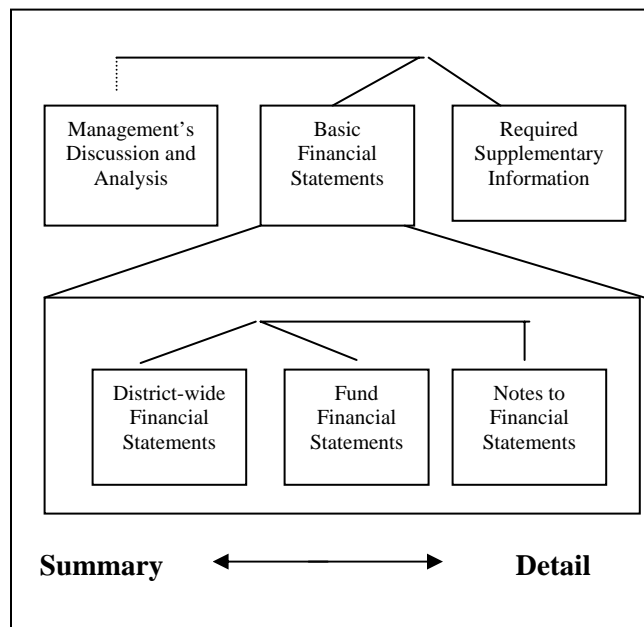 Management’s
Discussion and
Analysis
Basic
Financial
Statements
Required
Supplementary
Information
District-wide
Financial
Statements
Fund
Financial
Statements
Notes to
Financial
Statements
Summary
Detail